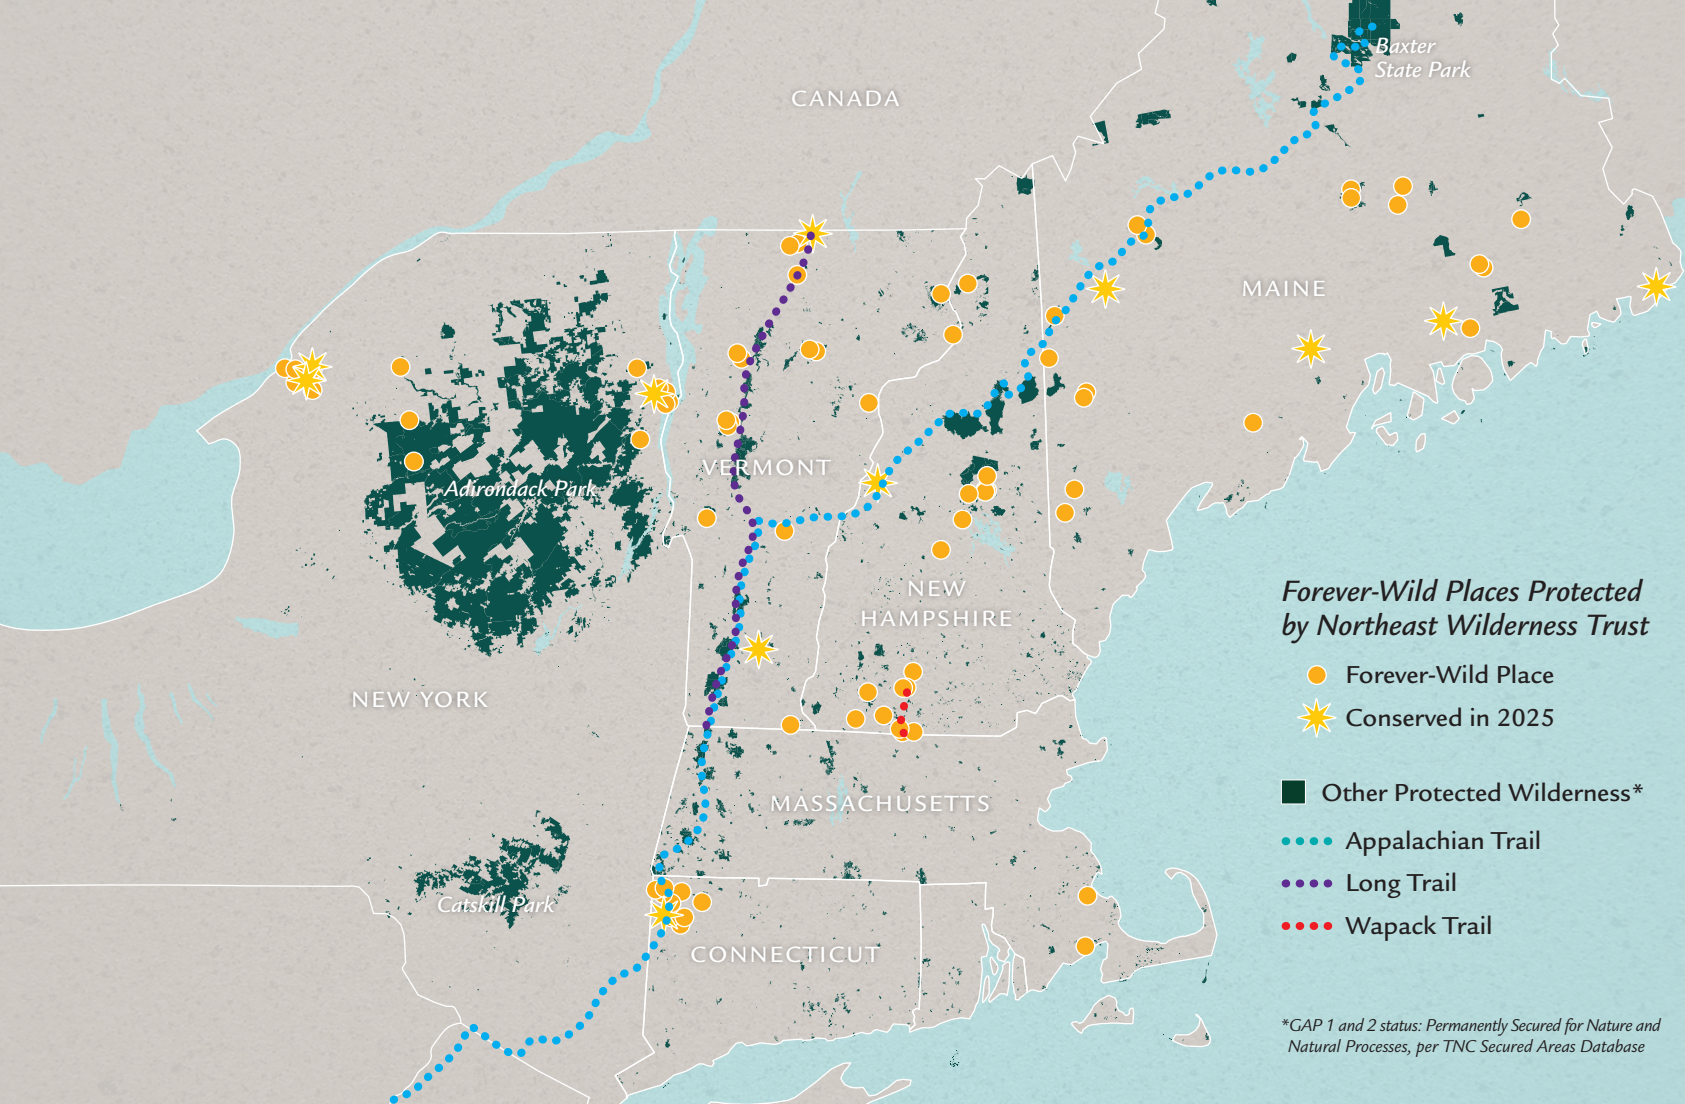 CANADA
Baxter
State Park
MAINE
VERMONT
Adirondack Park
NEW
HAMPSHIRE
NEW YORK
MASSACHUSETTS
Catskill Park
CONNECTICUT
Forever-Wild Places Protected
by Northeast Wilderness Trust
Forever-Wild Place
Conserved in 2025
Other Protected Wilderness*
Appalachian Trail
Long Trail
Wapack Trail
*GAP 1 and 2 status: Permanently Secured for Nature and
Natural Processes, per TNC Secured Areas Database